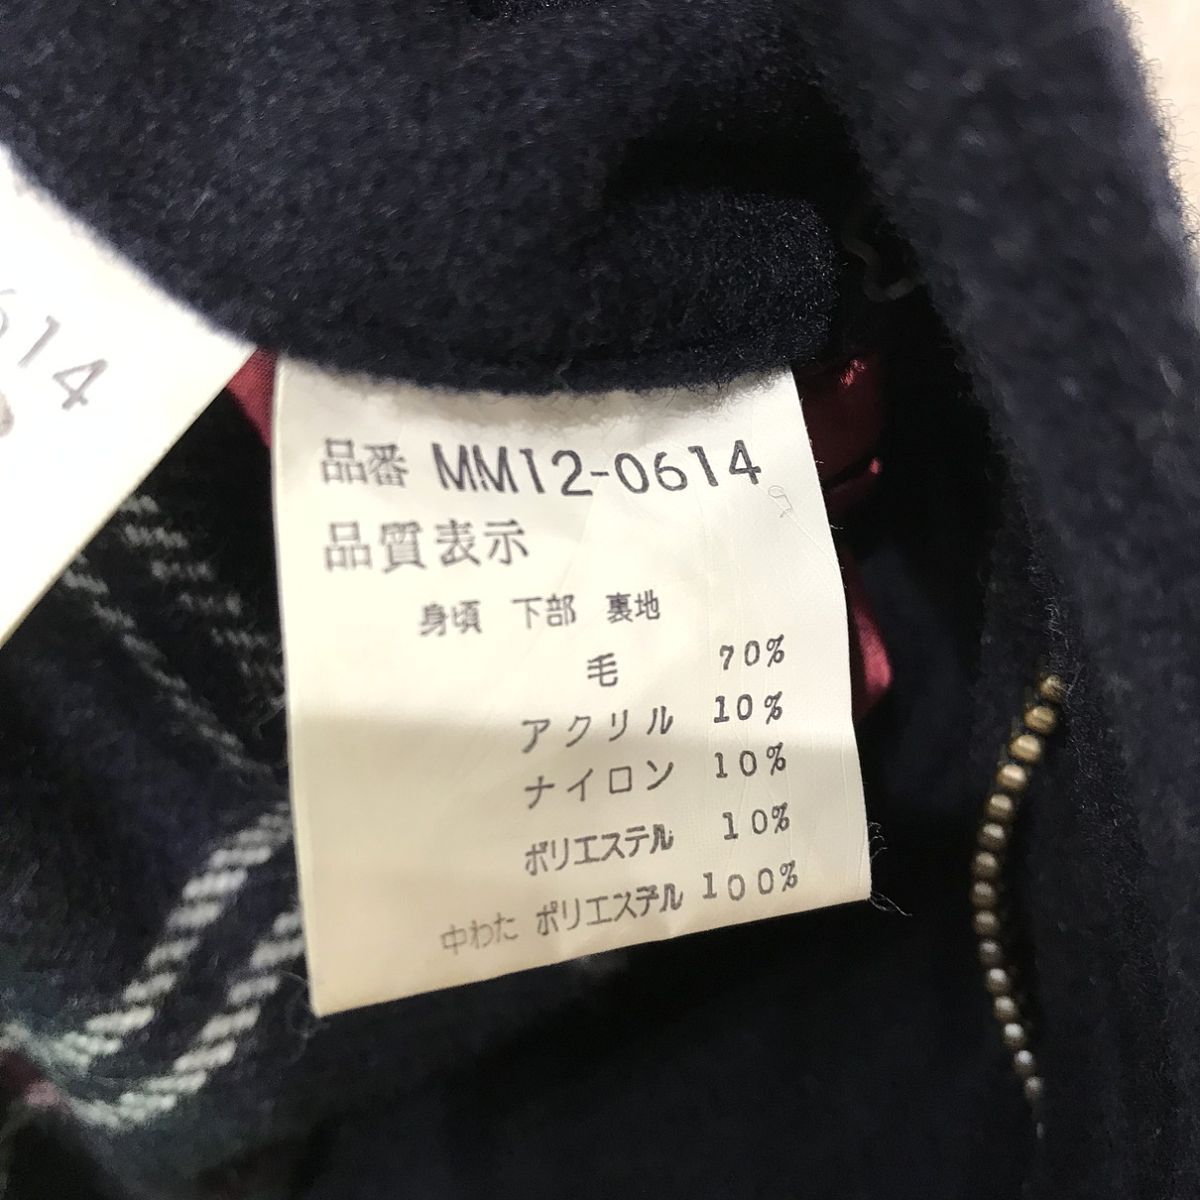 614
品番 MM12-0614
品質表示
身頃 下部 裏地
毛 70%
アクリル 10%
ナイロン 10%
ポリエステル 10%
中わた ポリエステル 100%